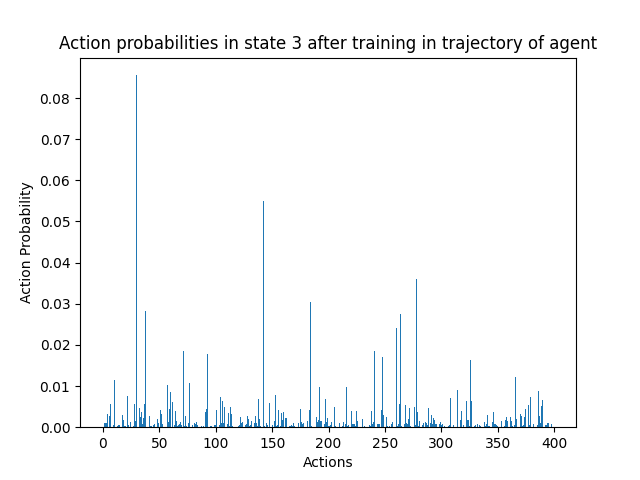 Action probabilities in state 3 after training in trajectory of agent
0.08
0.07
0.06
0.05
0.04
0.03
0.02
0.01
0.00
Action Probability
0 50 100 150 200 250 300 350 400
Actions